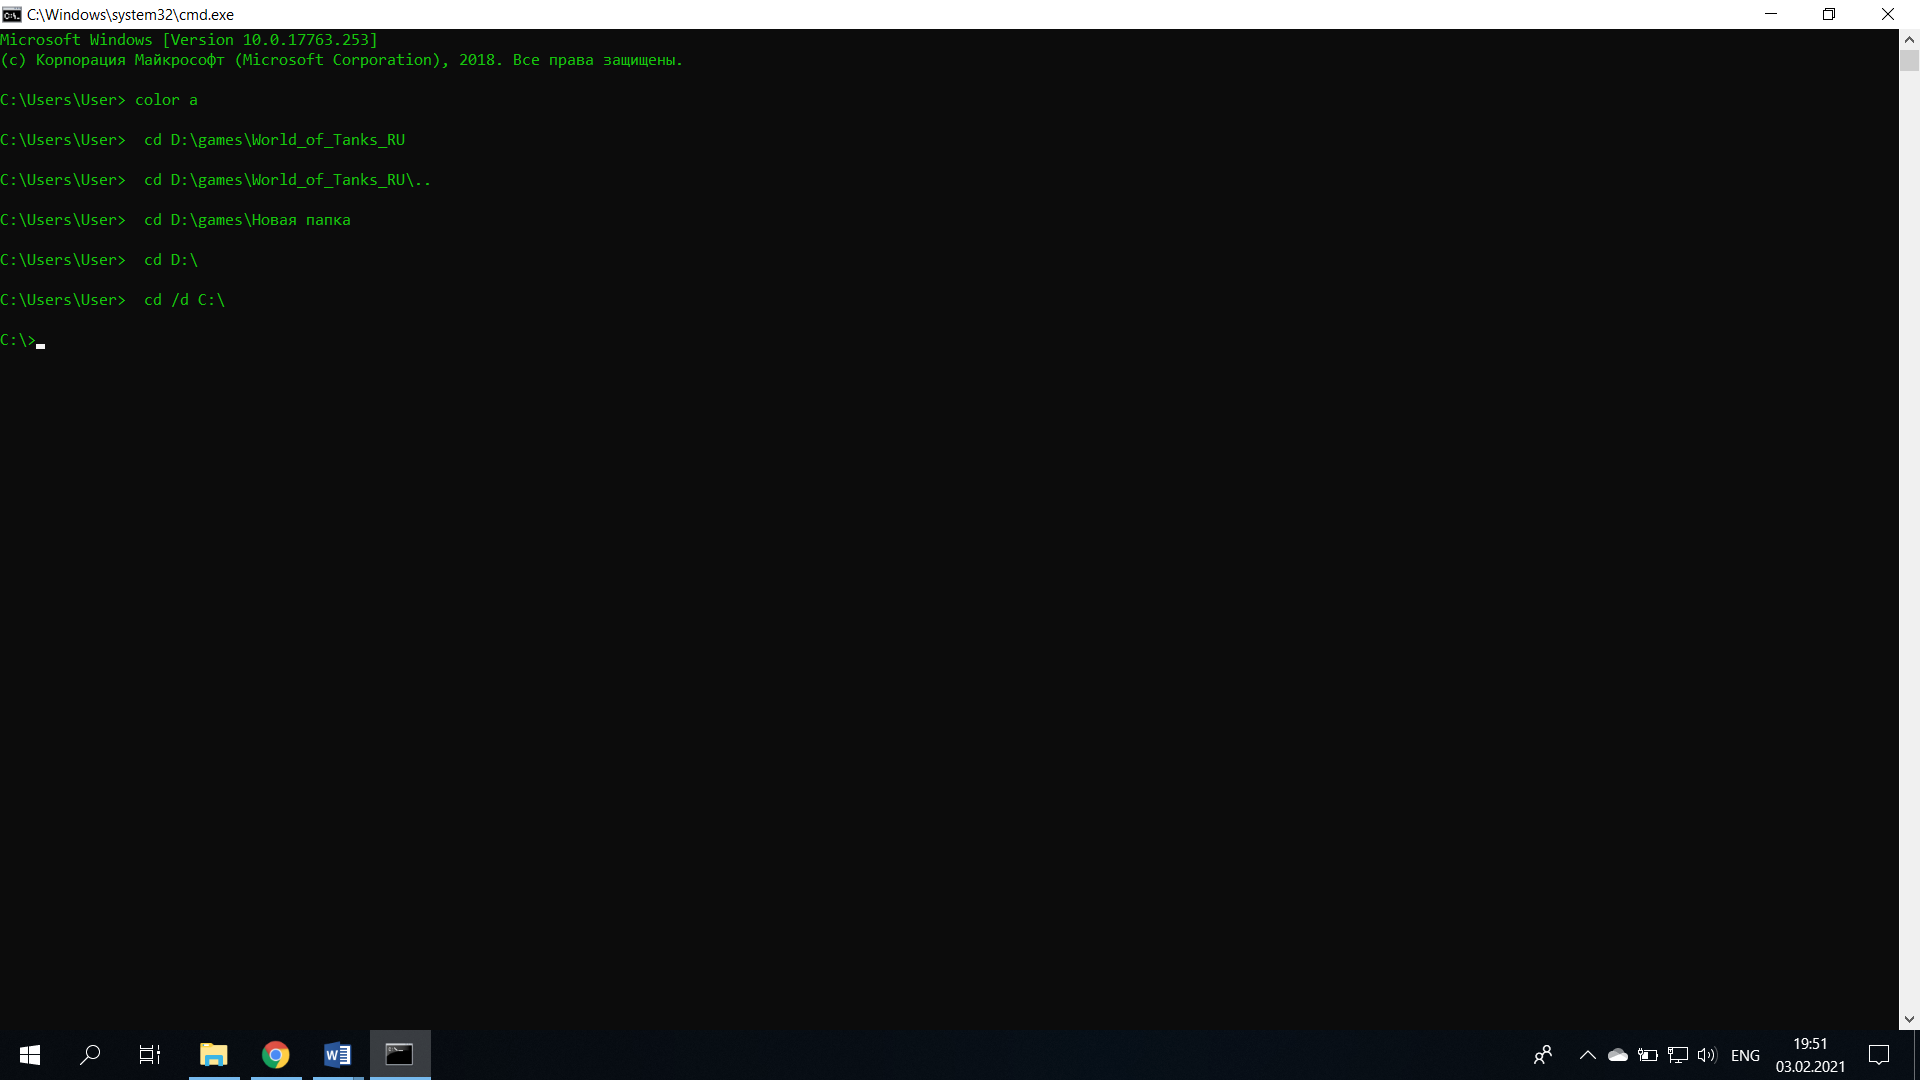 C:\Windows\system32\cmd.exe
Microsoft Windows [Version 10.0.17763.253]
(c) Корпорация Майкрософт (Microsoft Corporation), 2018. Все права защищены.
C:\Users\User> color a
C:\Users\User>  cd D:\games\World_of_Tanks_RU
C:\Users\User>  cd D:\games\World_of_Tanks_RU\..
C:\Users\User>  cd D:\games\Новая папка
C:\Users\User>  cd D:\
C:\Users\User>  cd /d C:\
C:\>
ENG
19:51
03.02.2021